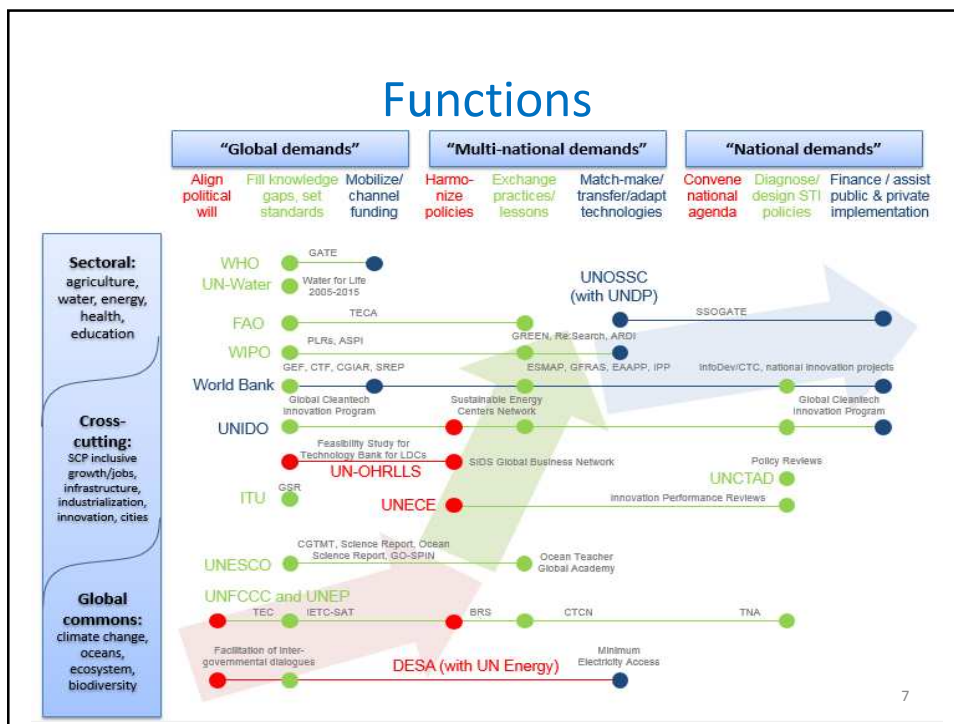 Functions
“Global demands”
“Multi-national demands”
“National demands”
Align
political
will
Fill knowledge
gaps, set
standards
Mobilize/
channel
funding
Harmo-
nize
policies
Exchange
practices/
lessons
Match-make/
transfer/adapt
technologies
Convene
national
agenda
Diagnose/
design STI
policies
Finance / assist
public & private
implementation
Sectoral:
agriculture,
water, energy,
health,
education
Cross-
cutting:
SCP inclusive
growth/jobs,
infrastructure,
industrialization,
innovation, cities
Global
commons:
climate change,
oceans,
ecosystem,
biodiversity
WHO
GATE
UN-Water
Water for Life
2005-2015
UNOSSC
(with UNDP)
SSOGATE
FAO
TECA
WIPO
PLRs, ASPI
GREEN, Re:Search, ARDI
World Bank
GEF, CTF, CGIAR, SREP
ESMAP, GFRAS, EAAPP, IPP
InfoDev/CTC, national innovation projects
UNIDO
Global Cleantech
Innovation Program
Sustainable Energy
Centers Network
Global Cleantech
Innovation Program
Feasibility Study for
Technology Bank for LDCs
UN-OHRLLS
SIDS Global Business Network
Policy Reviews
UNCTAD
ITU
GSR
UNECE
Innovation Performance Reviews
UNESCO
CGTMT, Science Report, Ocean
Science Report, GO-SPIN
Ocean Teacher
Global Academy
UNFCCC and UNEP
TEC
IETC-SAT
BRS
CTCN
TNA
Facilitation of inter-
governmental dialogues
DESA (with UN Energy)
Minimum
Electricity Access
7